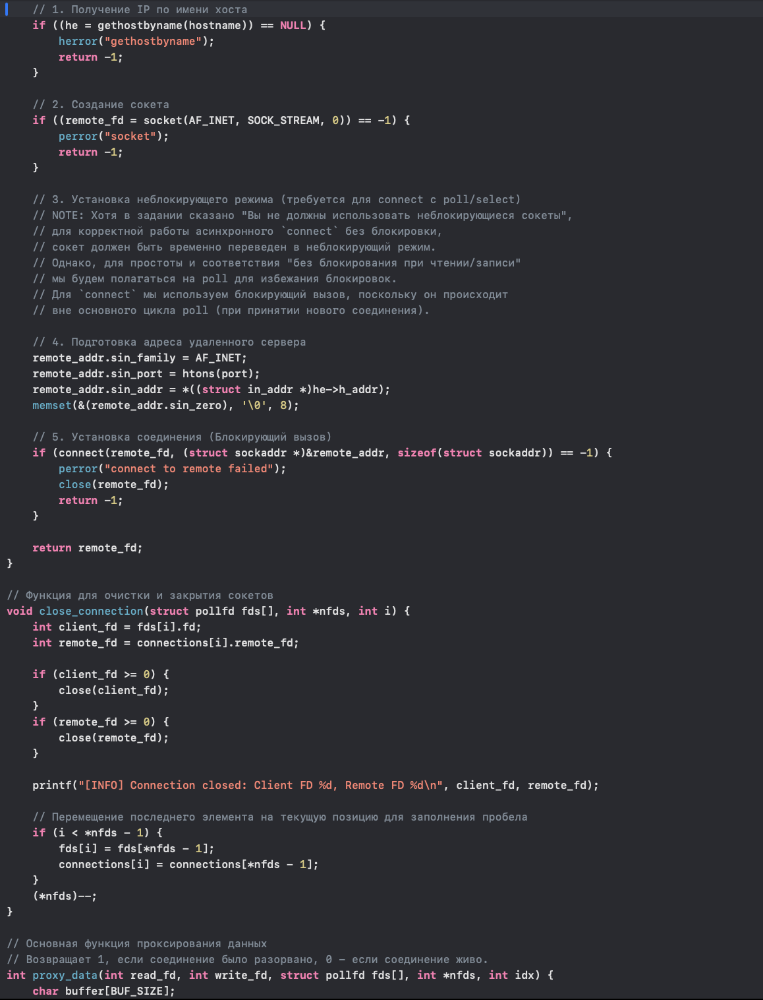 // 1. Получение IP по имени хоста
    if ((he = gethostbyname(hostname)) == NULL) {
        herror("gethostbyname");
        return -1;
    }

    // 2. Создание сокета
    if ((remote_fd = socket(AF_INET, SOCK_STREAM, 0)) == -1) {
        perror("socket");
        return -1;
    }

    // 3. Установка неблокирующего режима (требуется для connect с poll/select)
    // NOTE: Хотя в задании сказано "Вы не должны использовать неблокирующиеся сокеты",
    // для корректной работы асинхронного `connect` без блокировки,
    // сокет должен быть временно переведен в неблокирующий режим.
    // Однако, для простоты и соответствия "без блокирования при чтении/записи"
    // мы будем полагаться на poll для избежания блокировок.
    // Для `connect` мы используем блокирующий вызов, поскольку он происходит
    // вне основного цикла poll (при принятии нового соединения).

    // 4. Подготовка адреса удаленного сервера
    remote_addr.sin_family = AF_INET;
    remote_addr.sin_port = htons(port);
    remote_addr.sin_addr = *((struct in_addr *)he->h_addr);
    memset(&(remote_addr.sin_zero), '\0', 8);

    // 5. Установка соединения (Блокирующий вызов)
    if (connect(remote_fd, (struct sockaddr *)&remote_addr, sizeof(struct sockaddr)) == -1) {
        perror("connect to remote failed");
        close(remote_fd);
        return -1;
    }

    return remote_fd;
}

// Функция для очистки и закрытия сокетов
void close_connection(struct pollfd fds[], int *nfds, int i) {
    int client_fd = fds[i].fd;
    int remote_fd = connections[i].remote_fd;

    if (client_fd >= 0) {
        close(client_fd);
    }
    if (remote_fd >= 0) {
        close(remote_fd);
    }

    printf("[INFO] Connection closed: Client FD %d, Remote FD %d\n", client_fd, remote_fd);

    // Перемещение последнего элемента на текущую позицию для заполнения пробела
    if (i < *nfds - 1) {
        fds[i] = fds[*nfds - 1];
        connections[i] = connections[*nfds - 1];
    }
    (*nfds)--;
}

// Основная функция проксирования данных
// Возвращает 1, если соединение было разорвано, 0 - если соединение живо.
int proxy_data(int read_fd, int write_fd, struct pollfd fds[], int *nfds, int idx) {
    char buffer[BUF_SIZE];